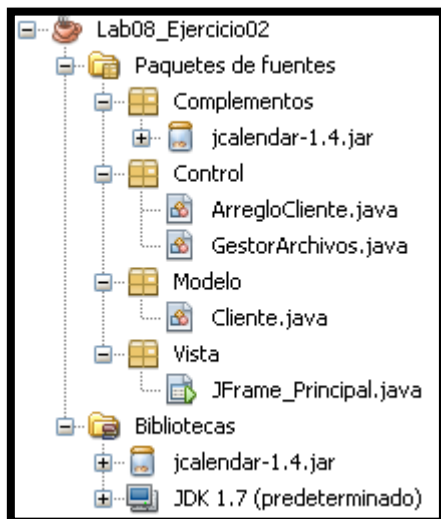 Lab08_Ejercicio02
Paquetes de fuentes
Complementos
jcalendar-1.4.jar
Control
ArregloCliente.java
GestorArchivos.java
Modelo
Cliente.java
Vista
JFrame_Principal.java
Bibliotecas
jcalendar-1.4.jar
JDK 1.7 (predeterminado)